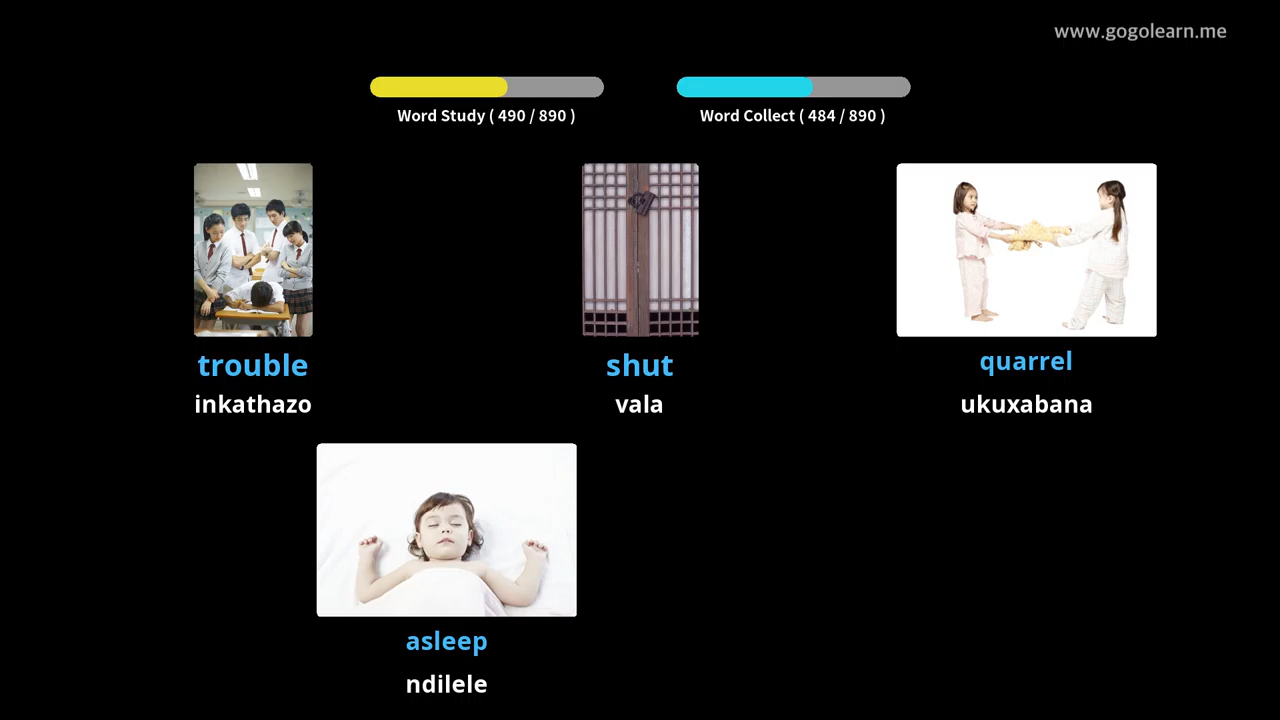 www.gogolearn.me
Word Study ( 490 / 890 )
Word Collect ( 484 / 890 )
trouble
inkathazo
shut
vala
quarrel
ukuxabana
asleep
ndilele